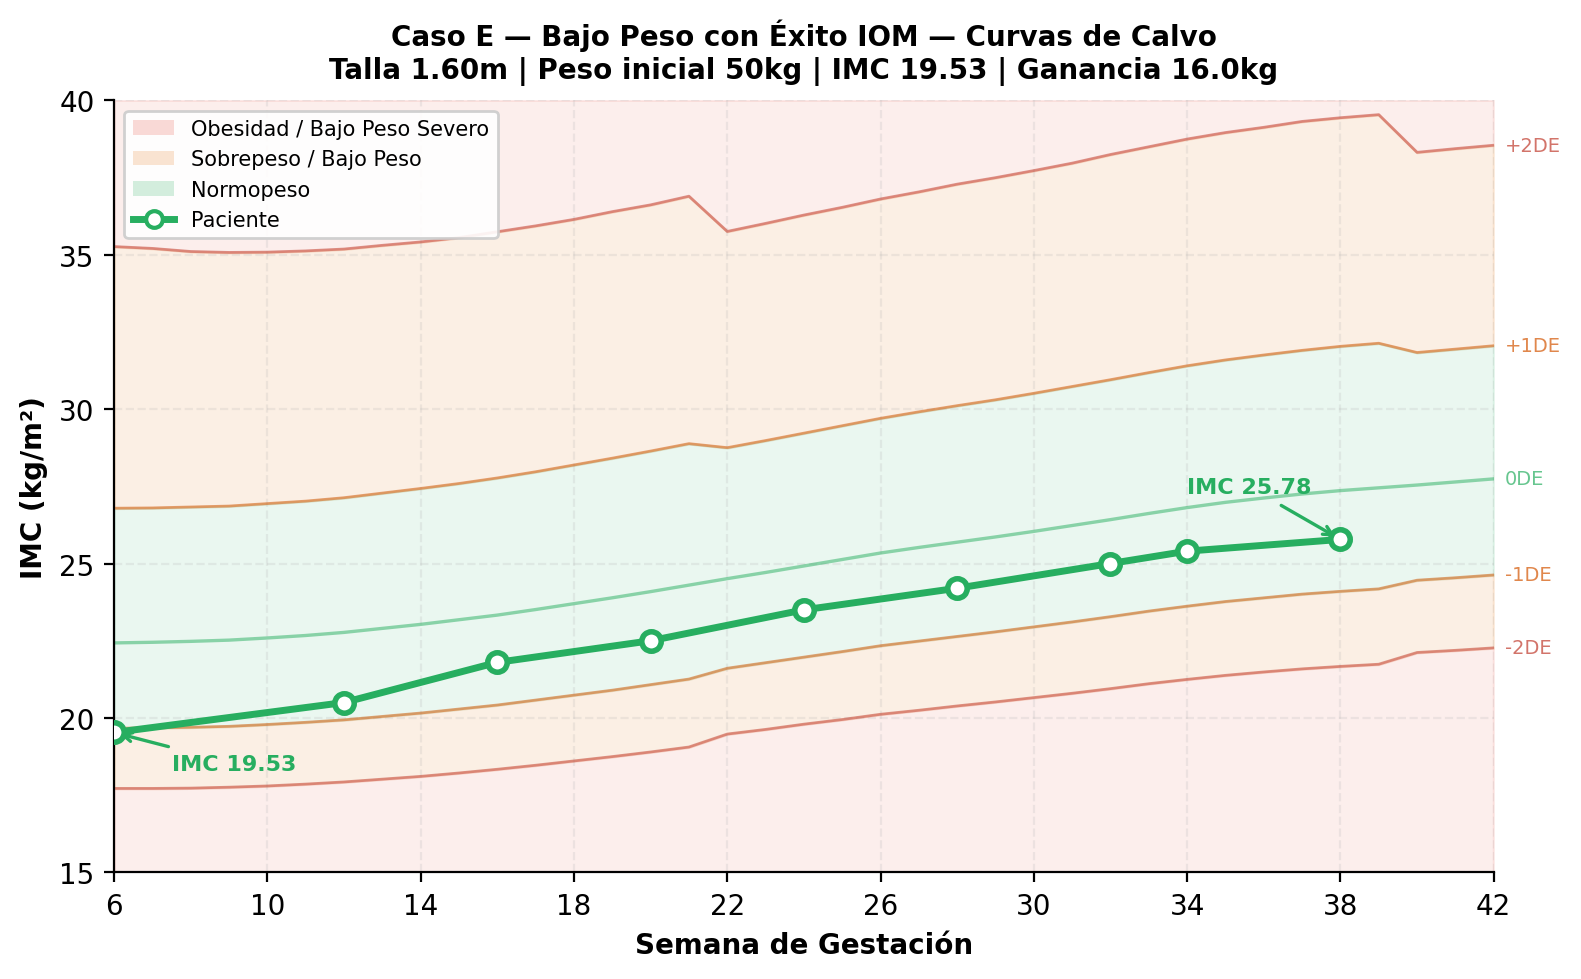 Caso E — Bajo Peso con Éxito IOM — Curvas de Calvo
Talla 1.60m | Peso inicial 50kg | IMC 19.53 | Ganancia 16.0kg
Obesidad / Bajo Peso Severo
Sobrepeso / Bajo Peso
Normopeso
Paciente
IMC (kg/m²)
40
35
30
25
20
15
+2DE
+1DE
0DE
-1DE
-2DE
IMC 25.78
IMC 19.53
6 10 14 18 22 26 30 34 38 42
Semana de Gestación